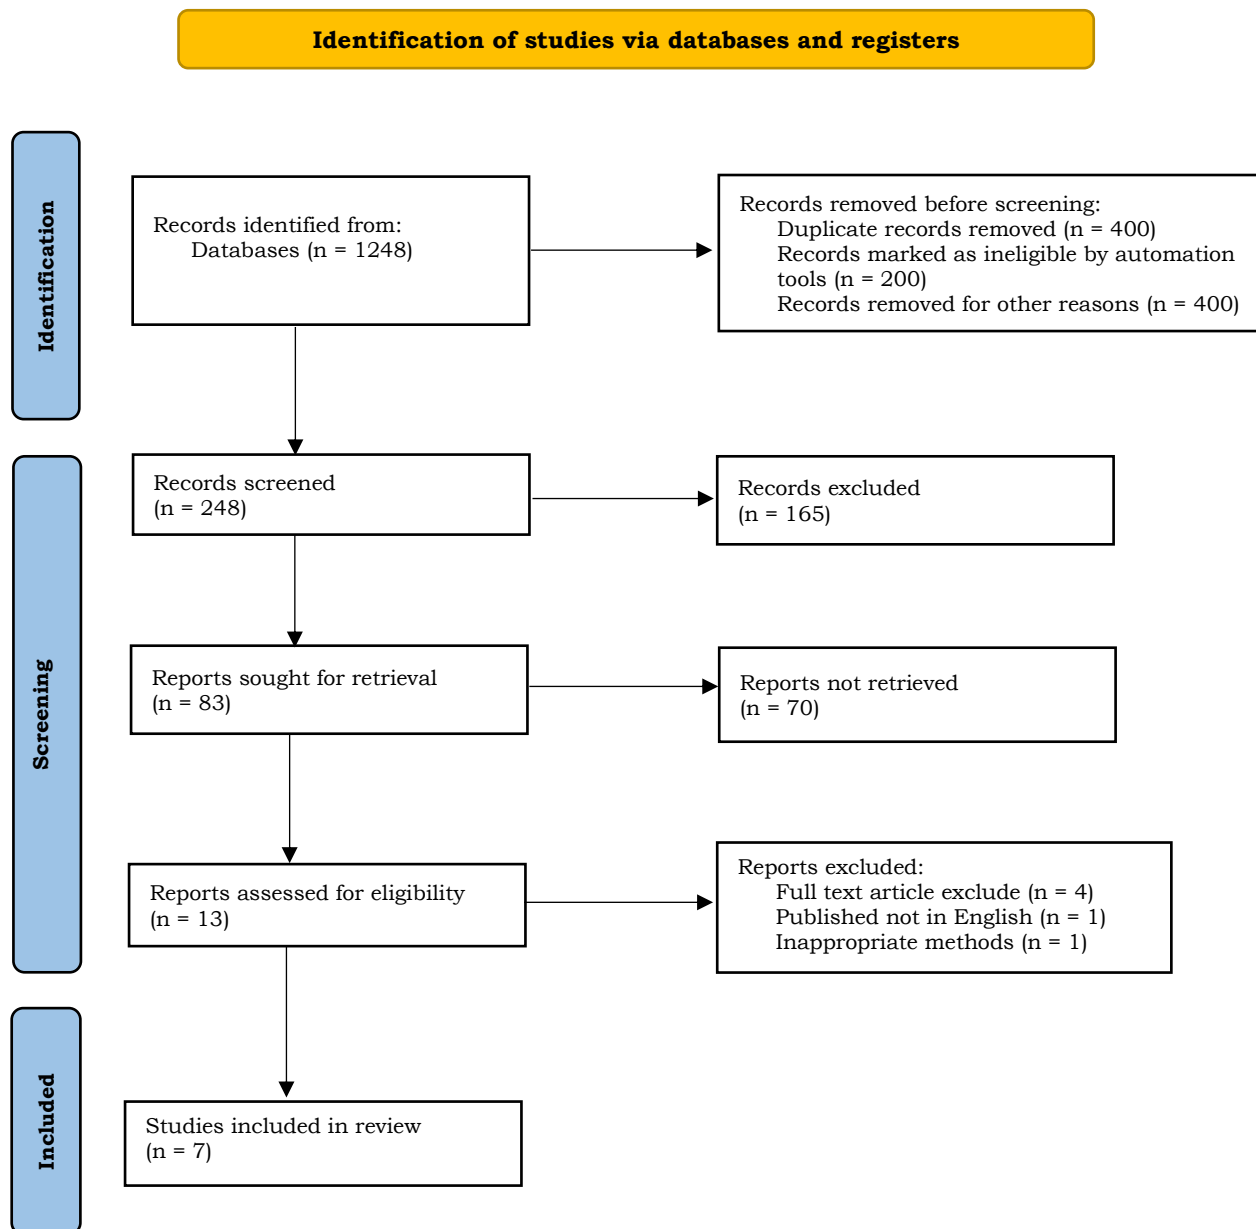 Identification of studies via databases and registers
Identification
Records identified from:
Databases (n = 1248)
Records removed before screening:
Duplicate records removed (n = 400)
Records marked as ineligible by automation
tools (n = 200)
Records removed for other reasons (n = 400)
Screening
Records screened
(n = 248)
Records excluded
(n = 165)
Reports sought for retrieval
(n = 83)
Reports not retrieved
(n = 70)
Reports assessed for eligibility
(n = 13)
Reports excluded:
Full text article exclude (n = 4)
Published not in English (n = 1)
Inappropriate methods (n = 1)
Included
Studies included in review
(n = 7)